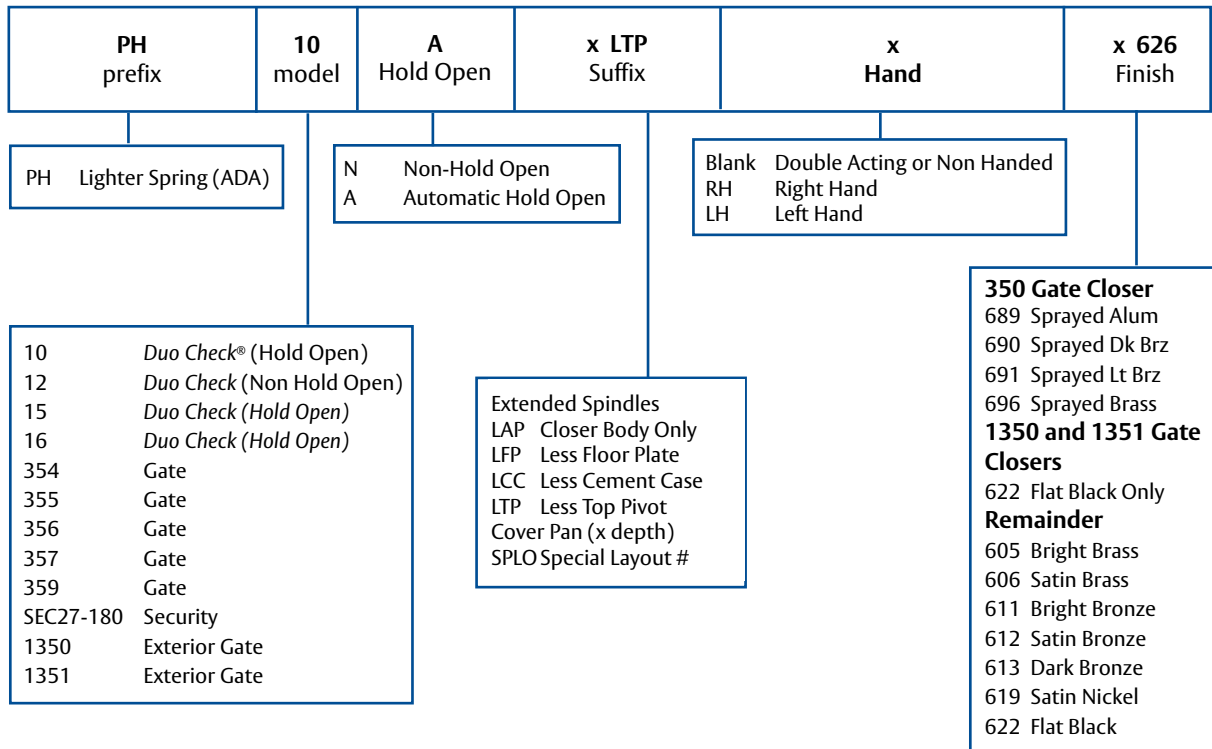 PH
prefix
10
model
A
Hold Open
x LTP
Suffix
x
Hand
x 626
Finish
PH Lighter Spring (ADA)
N Non-Hold Open
A Automatic Hold Open
Blank Double Acting or Non Handed
RH Right Hand
LH Left Hand
10 Duo Check® (Hold Open)
12 Duo Check (Non Hold Open)
15 Duo Check (Hold Open)
16 Duo Check (Hold Open)
354 Gate
355 Gate
356 Gate
357 Gate
359 Gate
SEC27-180 Security
1350 Exterior Gate
1351 Exterior Gate
Extended Spindles
LAP Closer Body Only
LFP Less Floor Plate
LCC Less Cement Case
LTP Less Top Pivot
Cover Pan (x depth)
SPLO Special Layout #
350 Gate Closer
689 Sprayed Alum
690 Sprayed Dk Brz
691 Sprayed Lt Brz
696 Sprayed Brass
1350 and 1351 Gate
Closers
622 Flat Black Only
Remainder
605 Bright Brass
606 Satin Brass
611 Bright Bronze
612 Satin Bronze
613 Dark Bronze
619 Satin Nickel
622 Flat Black